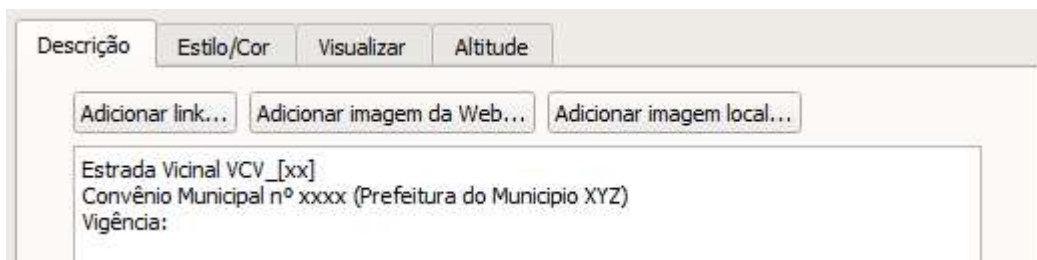 Descrição Estilo/Cor Visualizar Altitude
Adicionar link... Adicionar imagem da Web... Adicionar imagem local...
Estrada Vicinal VCV_[xx]
Convênio Municipal nº xxxx (Prefeitura do Municipio XYZ)
Vigência: